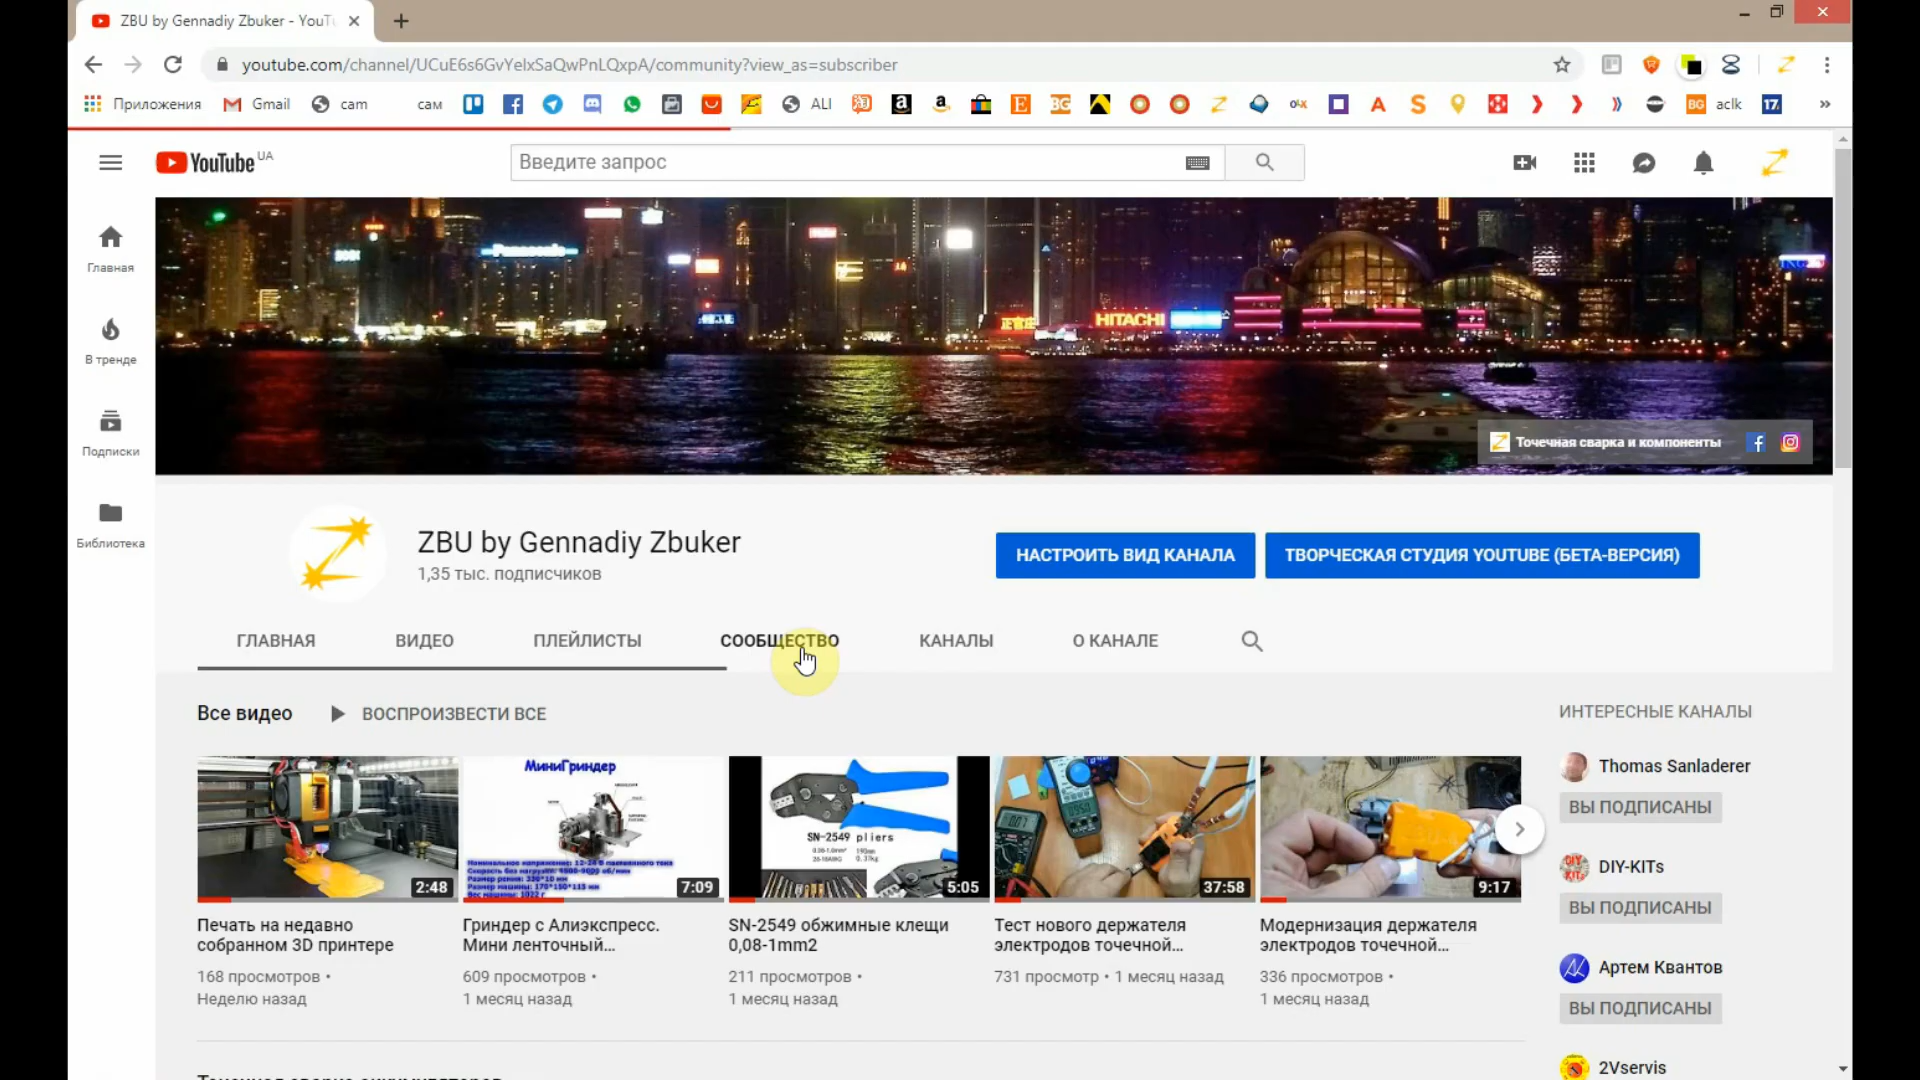 ZBU by Gennadiy Zbuker - YouTu
youtube.com/channel/UCuE6s6GvYelxSaQwPnLQxpA/community?view_as=subscriber
Приложения
Gmail
cam
сам
ALI
aclk
YouTube UA
Введите запрос
Главная
В тренде
Подписки
Библиотека
Panasonic
HITACHI
Точечная сварка и компоненты
ZBU by Gennadiy Zbuker
1,35 тыс. подписчиков
НАСТРОИТЬ ВИД КАНАЛА
ТВОРЧЕСКАЯ СТУДИЯ YOUTUBE (БЕТА-ВЕРСИЯ)
ГЛАВНАЯ
ВИДЕО
ПЛЕЙЛИСТЫ
СООБЩЕСТВО
КАНАЛЫ
О КАНАЛЕ
Все видео
ВОСПРОИЗВЕСТИ ВСЕ
2:48
Печать на недавно
собранном 3D принтере
168 просмотров •
Неделю назад
МиниГриндер
7:09
Гриндер с Алиэкспресс.
Мини ленточный...
609 просмотров •
1 месяц назад
SN-2549 pliers
5:05
SN-2549 обжимные клещи
0,08-1mm2
211 просмотров •
1 месяц назад
37:58
Тест нового держателя
электродов точечной...
731 просмотр • 1 месяц назад
9:17
Модернизация держателя
электродов точечной...
336 просмотров •
1 месяц назад
ИНТЕРЕСНЫЕ КАНАЛЫ
Thomas Sanladerer
ВЫ ПОДПИСАНЫ
DIY-KITs
ВЫ ПОДПИСАНЫ
Артем Квантов
ВЫ ПОДПИСАНЫ
2Vservis